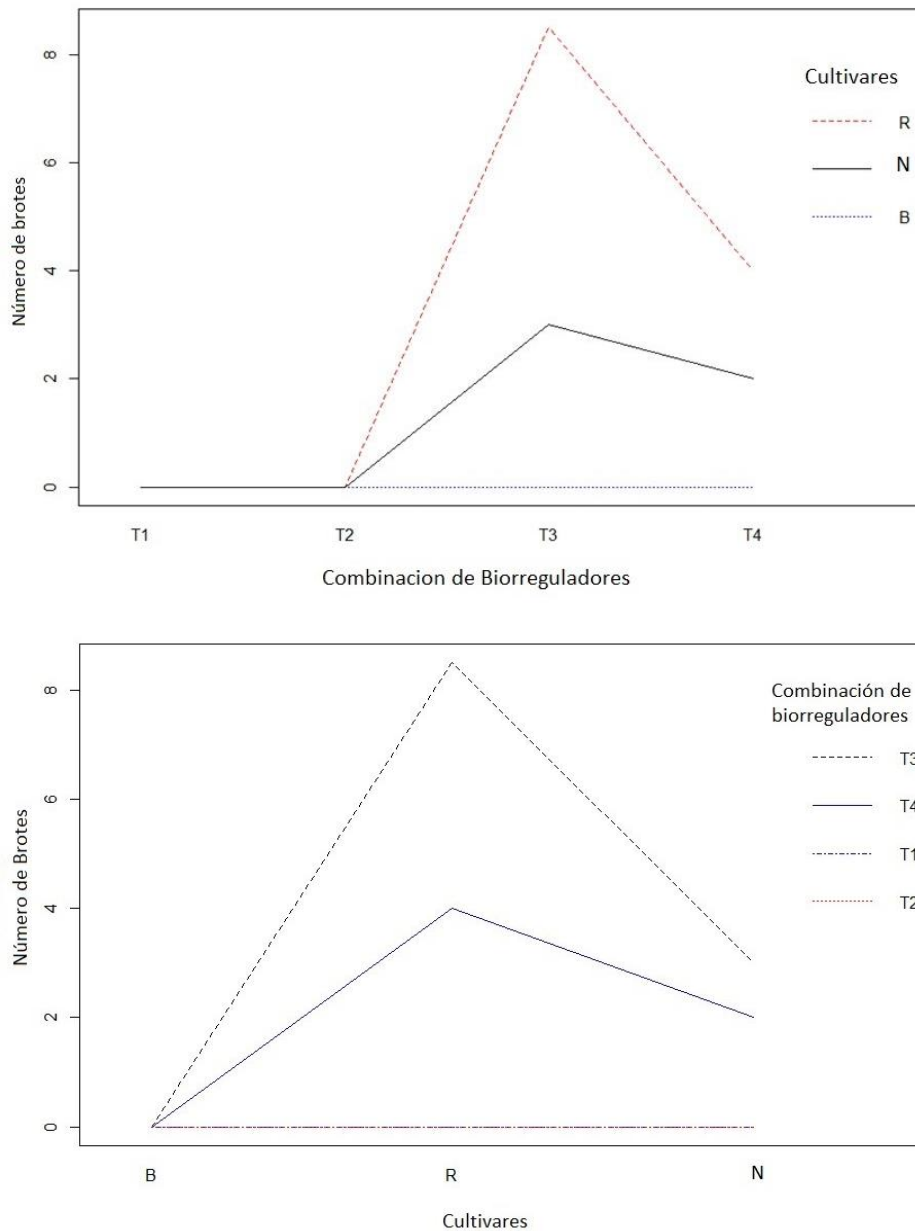 Número de brotes
8
6
4
2
0
Cultivares
R
N
B
T1 T2 T3 T4
Combinacion de Biorreguladores
Número de Brotes
8
6
4
2
0
Combinación de
biorreguladores
T3
T4
T1
T2
B R N
Cultivares